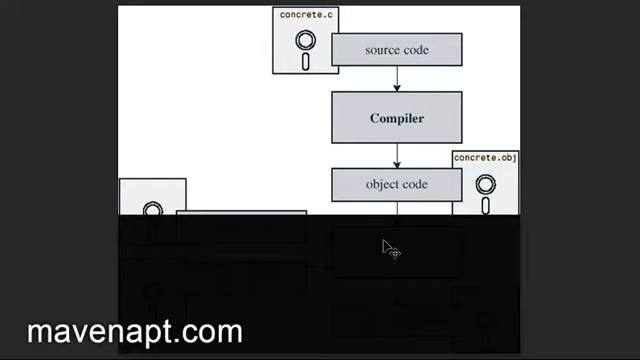 concrete.c
source code
Compiler
concrete.obj
object code
mavenapt.com